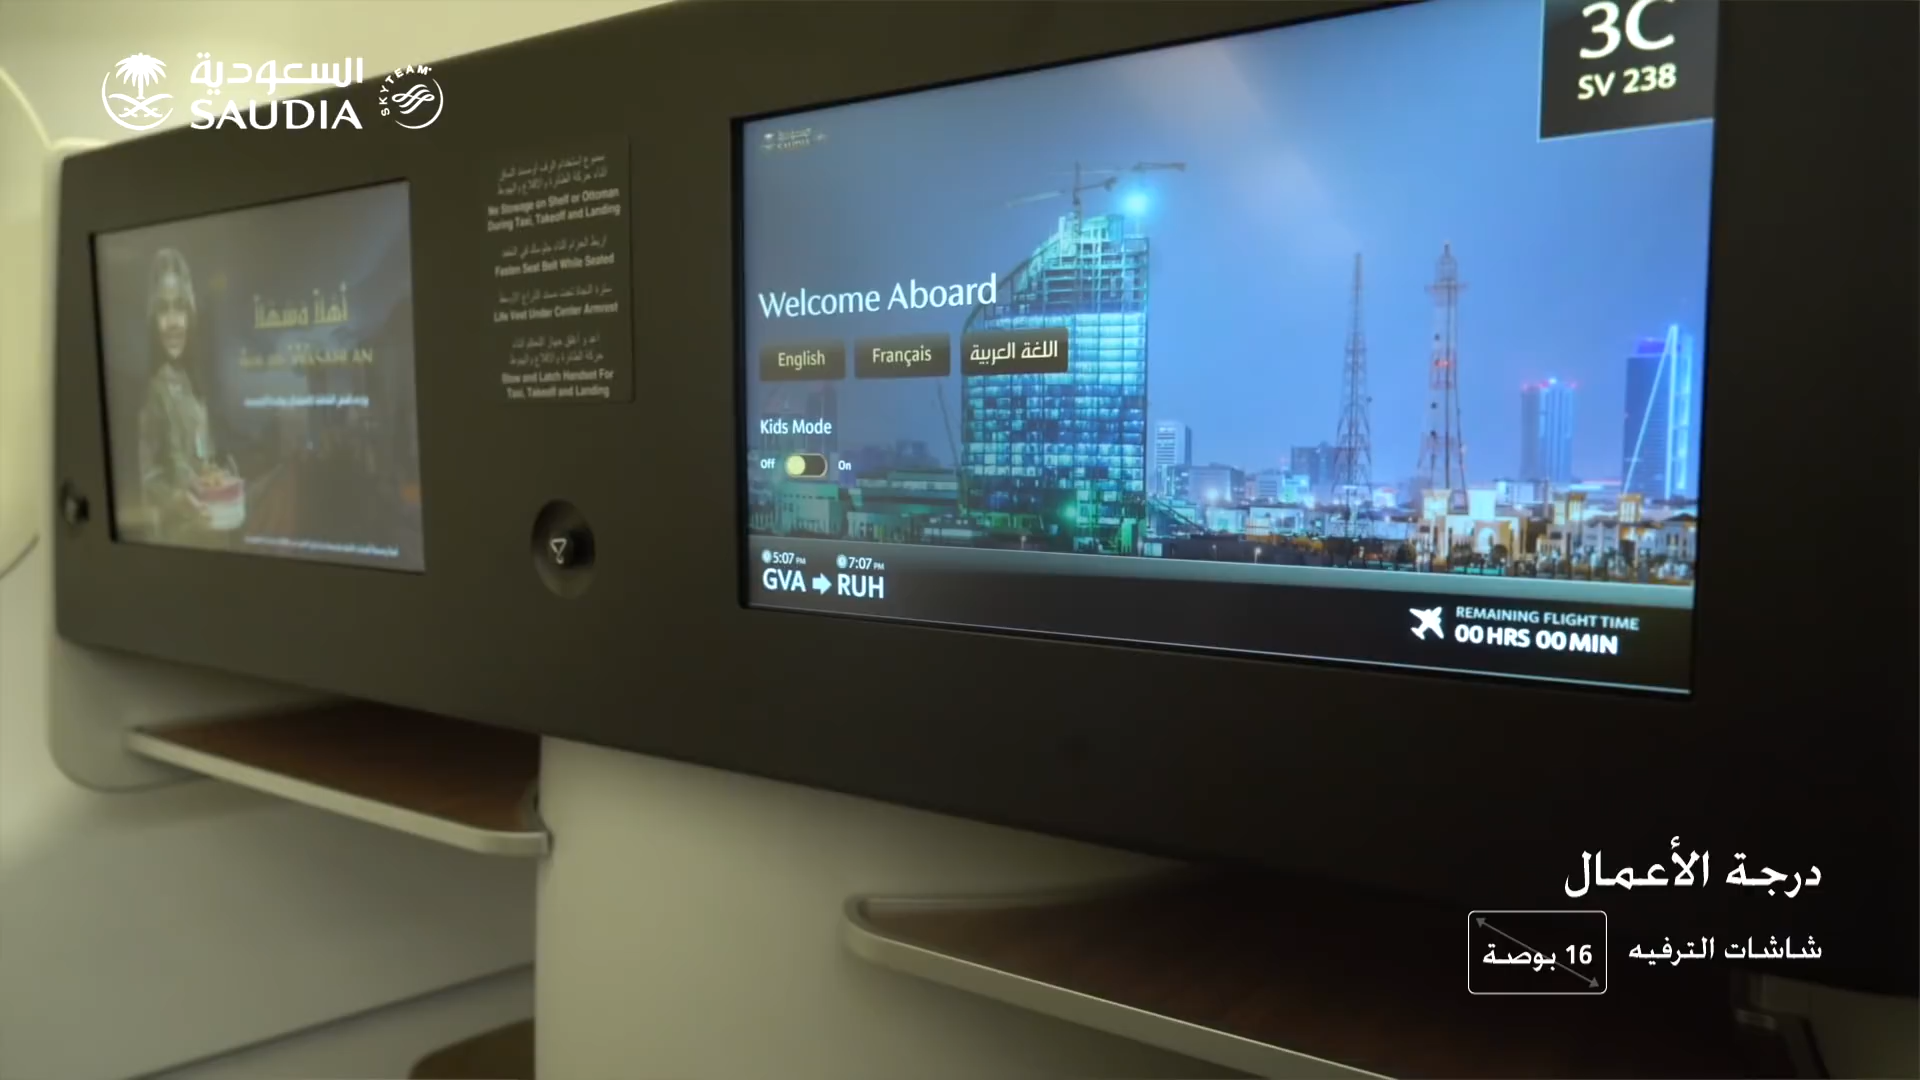 السعودية
SAUDIA
SKYTEAM
أهلاً وسهلاً
No Stowage on Shelf or Ottoman
During Taxi, Takeoff and Landing
Fasten Seat Belt While Seated
Life Vest Under Center Armrest
Stow and Latch Handset For
Taxi, Takeoff and Landing
3C
SV 238
Welcome Aboard
English
Français
اللغة العربية
Kids Mode
Off
On
5:07 PM
7:07 PM
GVA
RUH
REMAINING FLIGHT TIME
00 HRS 00 MIN
درجة الأعمال
شاشات الترفيه
16 بوصة